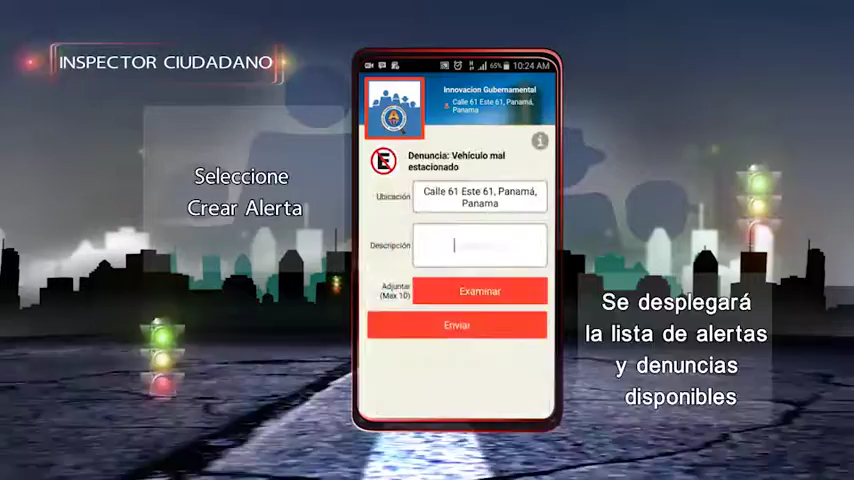 INSPECTOR CIUDADANO
Seleccione
Crear Alerta
65% 10:24 AM
Innovacion Gubernamental
Calle 61 Este 61, Panamá,
Panama
Denuncia: Vehículo mal
estacionado
Ubicación
Calle 61 Este 61, Panamá,
Panama
Descripción
Adjuntar
(Max 10)
Examinar
Enviar
Se desplegará
la lista de alertas
y denuncias
disponibles